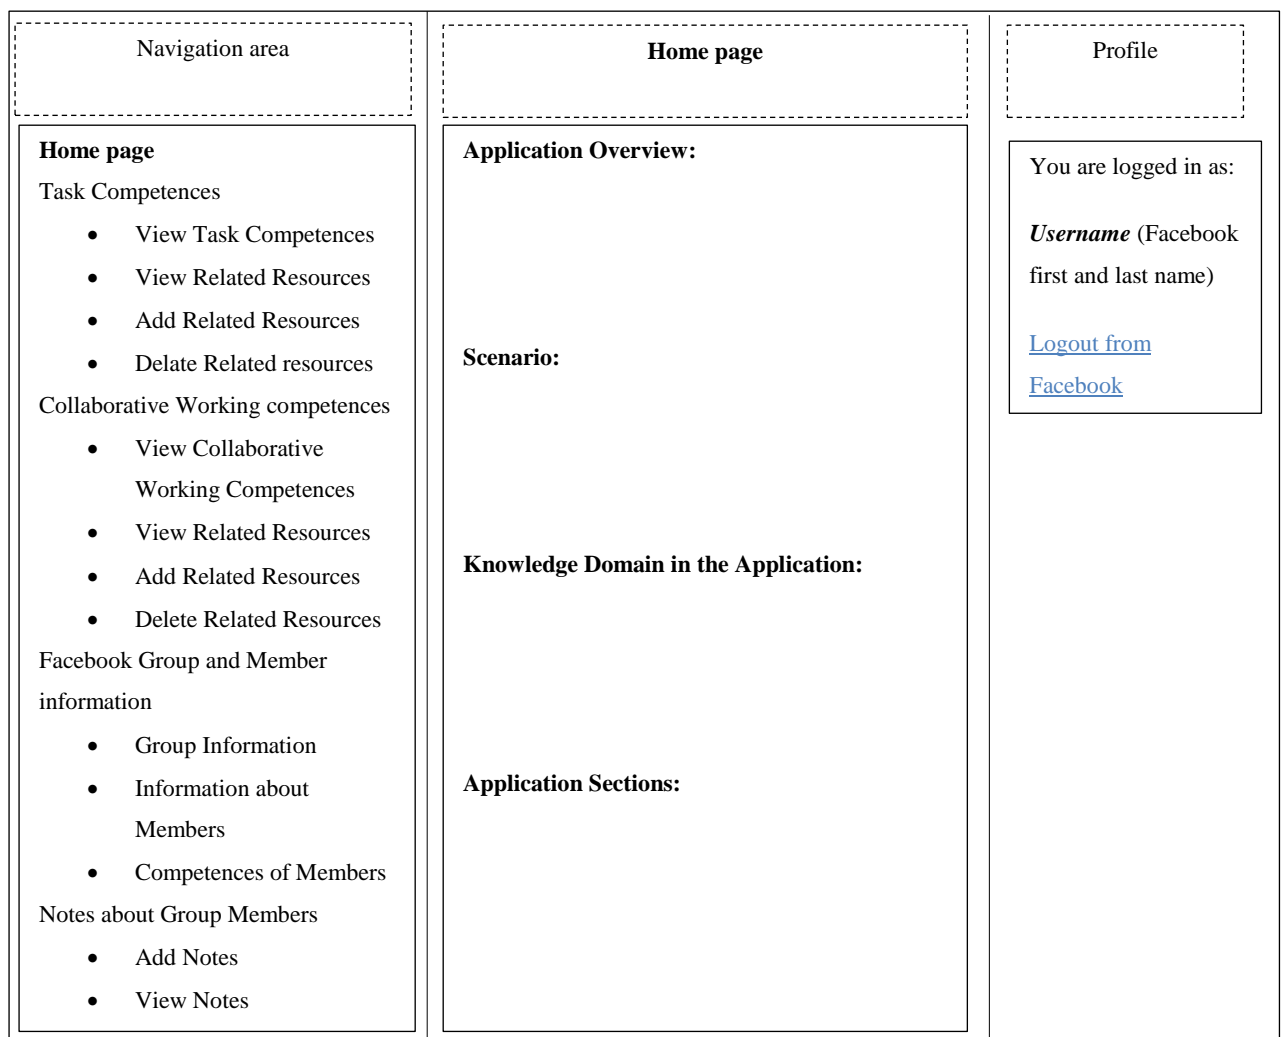 Navigation area
Home page
Task Competences
• View Task Competences
• View Related Resources
• Add Related Resources
• Delate Related resources
Collaborative Working competences
• View Collaborative
Working Competences
• View Related Resources
• Add Related Resources
• Delete Related Resources
Facebook Group and Member
information
• Group Information
• Information about
Members
• Competences of Members
Notes about Group Members
• Add Notes
• View Notes
Home page
Application Overview:
Scenario:
Knowledge Domain in the Application:
Application Sections:
Profile
You are logged in as:
Username (Facebook
first and last name)
Logout from
Facebook